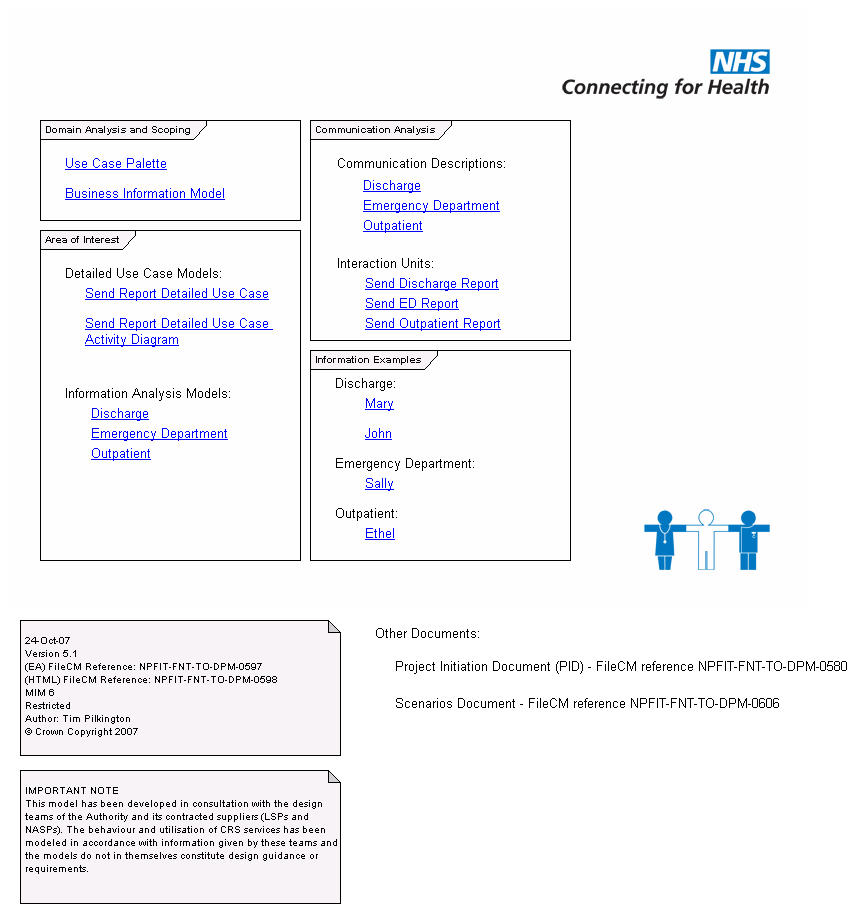 NHS
Connecting for Health
Domain Analysis and Scoping
Use Case Palette
Business Information Model
Area of Interest
Detailed Use Case Models:
Send Report Detailed Use Case
Send Report Detailed Use Case
Activity Diagram
Information Analysis Models:
Discharge
Emergency Department
Outpatient
Communication Analysis
Communication Descriptions:
Discharge
Emergency Department
Outpatient
Interaction Units:
Send Discharge Report
Send ED Report
Send Outpatient Report
Information Examples
Discharge:
Mary
John
Emergency Department:
Sally
Outpatient:
Ethel
24-Oct-07
Version 5.1
(EA) FileCM Reference: NPFIT-FNT-TO-DPM-0597
(HTML) FileCM Reference: NPFIT-FNT-TO-DPM-0598
MIM 6
Restricted
Author: Tim Pilkington
© Crown Copyright 2007
Other Documents:
Project Initiation Document (PID) - FileCM reference NPFIT-FNT-TO-DPM-0580
Scenarios Document - FileCM reference NPFIT-FNT-TO-DPM-0606
IMPORTANT NOTE
This model has been developed in consultation with the design
teams of the Authority and its contracted suppliers (LSPs and
NASPs). The behaviour and utilisation of CRS services has been
modeled in accordance with information given by these teams and
the models do not in themselves constitute design guidance or
requirements.